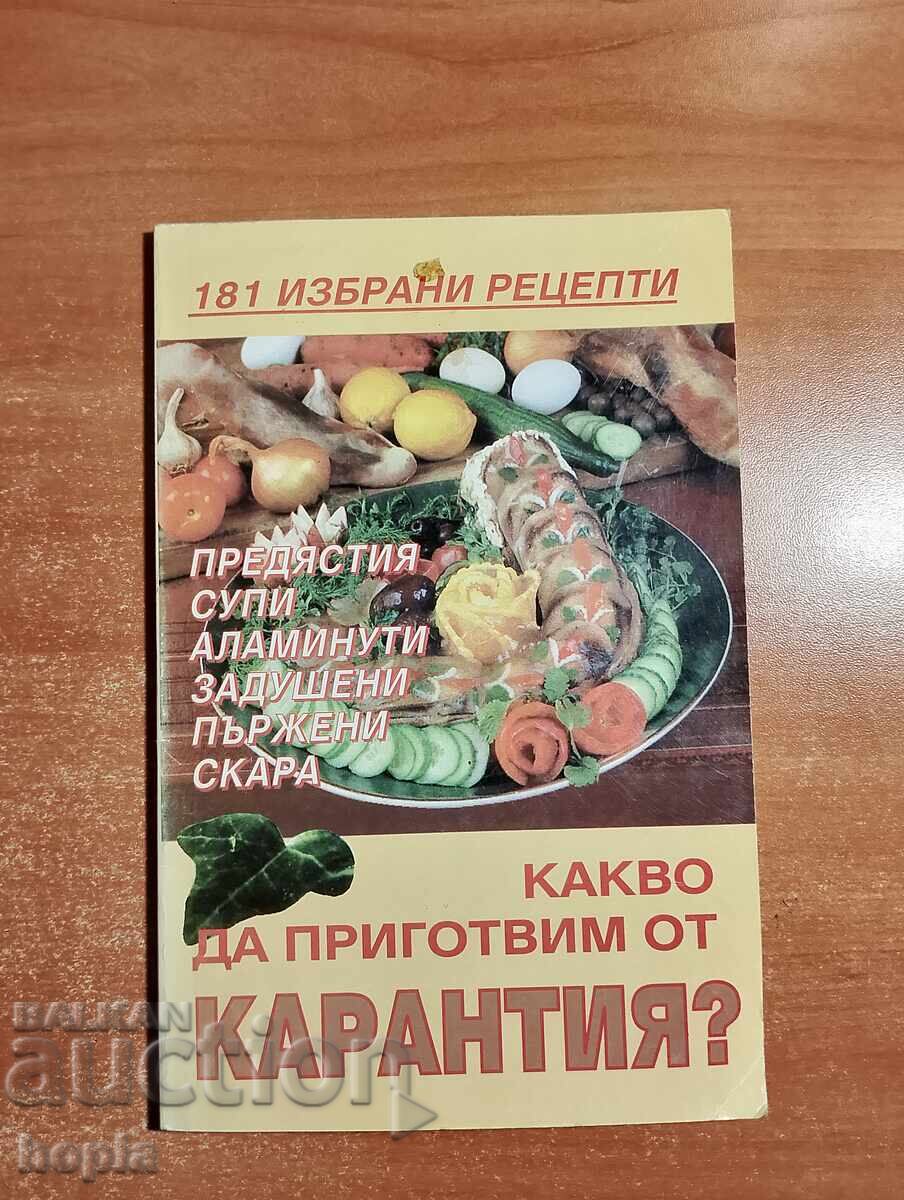 181 ИЗБРАНИ РЕЦЕПТИ
ПРЕДЯСТИЯ
СУПИ
АЛАМИНУТИ
ЗАДУШЕНИ
ПЪРЖЕНИ
СКАРА
КАКВО
ДА ПРИГОТВИМ ОТ
КАРАНТИЯ?
BALKAN
auction
hopla